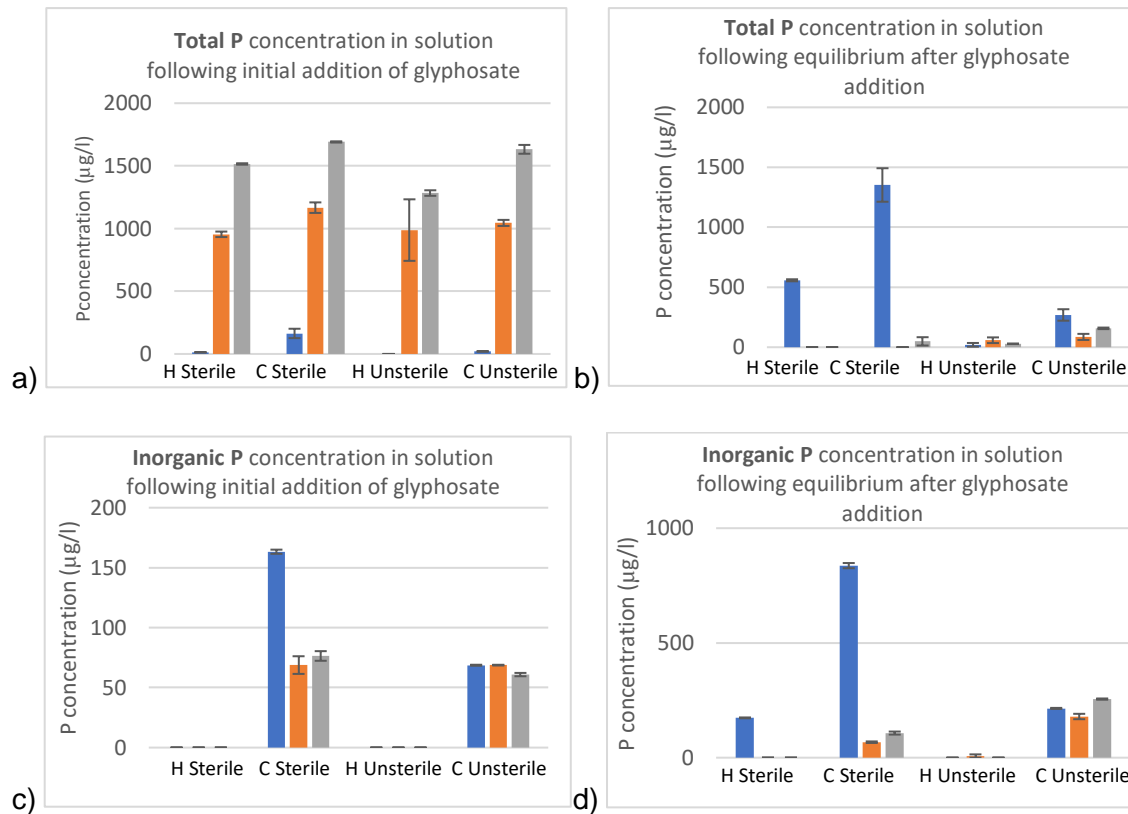 Total P concentration in solution
following initial addition of glyphosate
Pconcentration (µg/l)
2000
1500
1000
500
0
H Sterile C Sterile H Unsterile C Unsterile
a)
Total P concentration in solution
following equilibrium after glyphosate
addition
P concentration (µg/l)
2000
1500
1000
500
0
H Sterile C Sterile H Unsterile C Unsterile
b)
Inorganic P concentration in solution
following initial addition of glyphosate
P concentration (µg/l)
200
150
100
50
0
H Sterile C Sterile H Unsterile C Unsterile
c)
Inorganic P concentration in solution
following equilibrium after glyphosate
addition
P concentration (µg/l)
1000
500
0
H Sterile C Sterile H Unsterile C Unsterile
d)